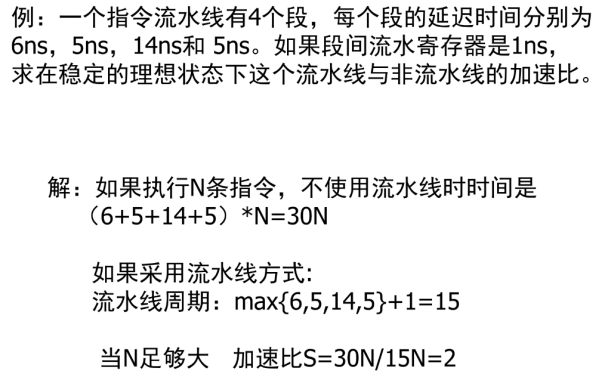 例：一个指令流水线有4个段，每个段的延迟时间分别为
6ns，5ns，14ns和 5ns。如果段间流水寄存器是1ns，
求在稳定的理想状态下这个流水线与非流水线的加速比。
解：如果执行N条指令，不使用流水线时时间是
（6+5+14+5）*N=30N
如果采用流水线方式:
流水线周期：max{6,5,14,5}+1=15
当N足够大 加速比S=30N/15N=2